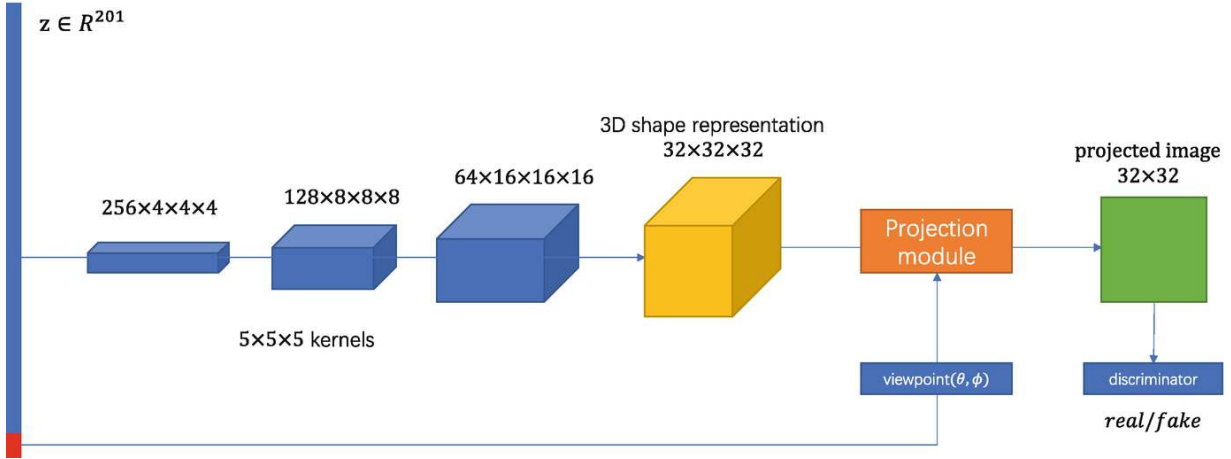 z ∈ R²⁰¹
256×4×4×4
128×8×8×8
64×16×16×16
5×5×5 kernels
3D shape representation
32×32×32
Projection
module
viewpoint(θ, ϕ)
projected image
32×32
discriminator
real/fake